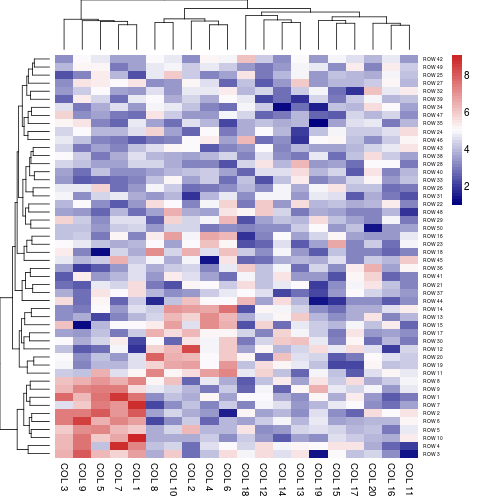 ROW 42
ROW 49
ROW 25
ROW 27
ROW 32
ROW 39
ROW 34
ROW 47
ROW 35
ROW 24
ROW 46
ROW 43
ROW 38
ROW 28
ROW 40
ROW 33
ROW 26
ROW 31
ROW 22
ROW 48
ROW 29
ROW 50
ROW 16
ROW 23
ROW 18
ROW 45
ROW 36
ROW 41
ROW 21
ROW 37
ROW 44
ROW 14
ROW 13
ROW 15
ROW 17
ROW 30
ROW 12
ROW 20
ROW 19
ROW 11
ROW 8
ROW 9
ROW 1
ROW 7
ROW 2
ROW 6
ROW 5
ROW 10
ROW 4
ROW 3
COL 3
COL 9
COL 5
COL 7
COL 1
COL 8
COL 10
COL 2
COL 4
COL 6
COL 18
COL 12
COL 14
COL 13
COL 19
COL 15
COL 17
COL 20
COL 16
COL 11
8
6
4
2